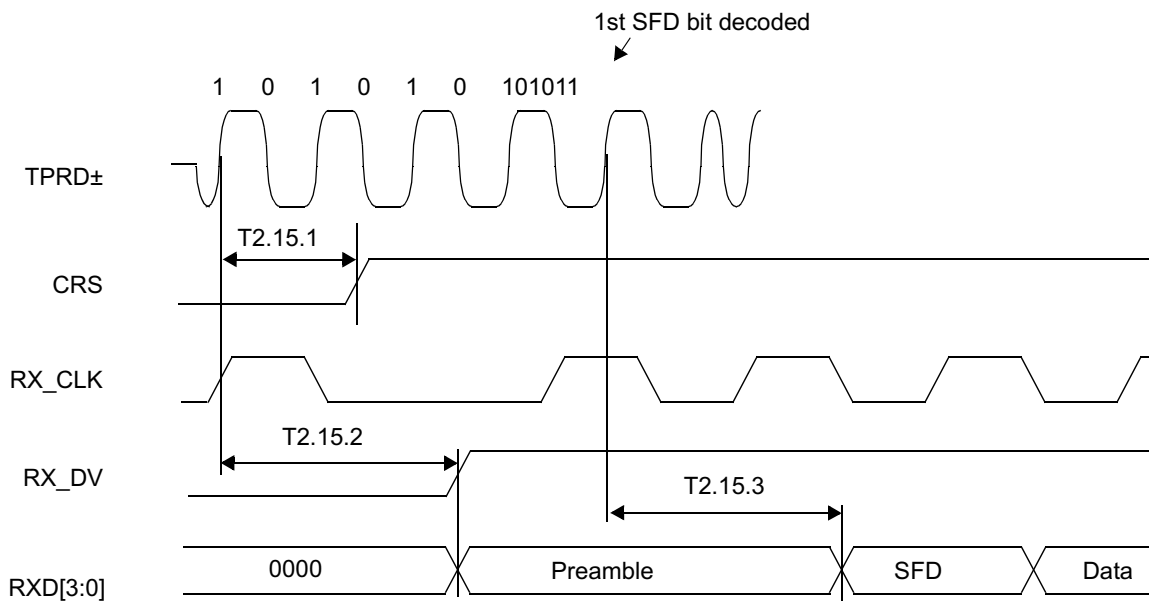 1st SFD bit decoded
1 0 1 0 1 0 101011
TPRD±
T2.15.1
CRS
RX_CLK
T2.15.2
RX_DV
T2.15.3
RXD[3:0]
0000
Preamble
SFD
Data